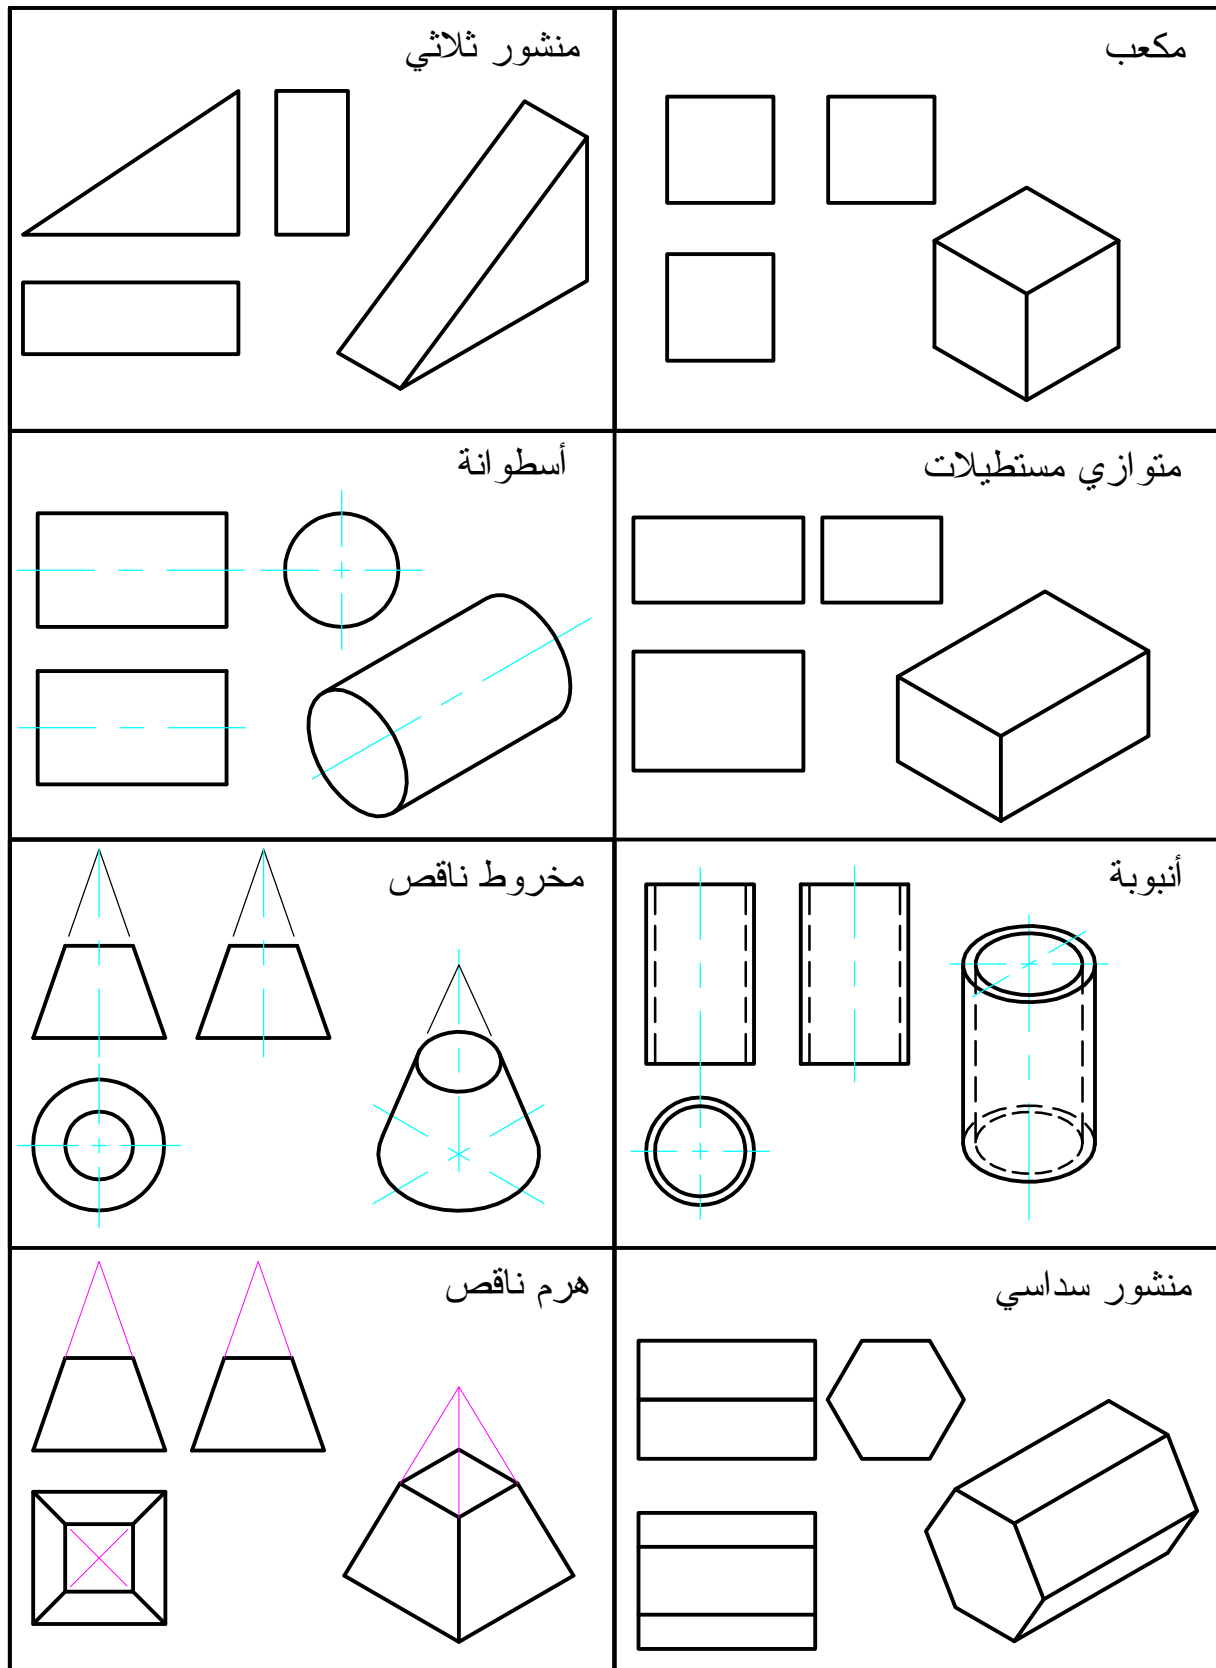 مكعب
منشور ثلاثي
متوازي مستطيلات
أسطوانة
أنبوبة
مخروط ناقص
منشور سداسي
هرم ناقص